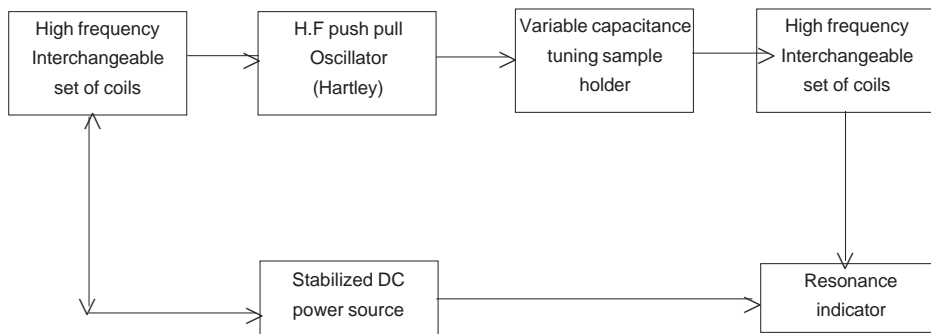 High frequency
Interchangeable
set of coils
H.F push pull
Oscillator
(Hartley)
Variable capacitance
tuning sample
holder
High frequency
Interchangeable
set of coils
Stabilized DC
power source
Resonance
indicator